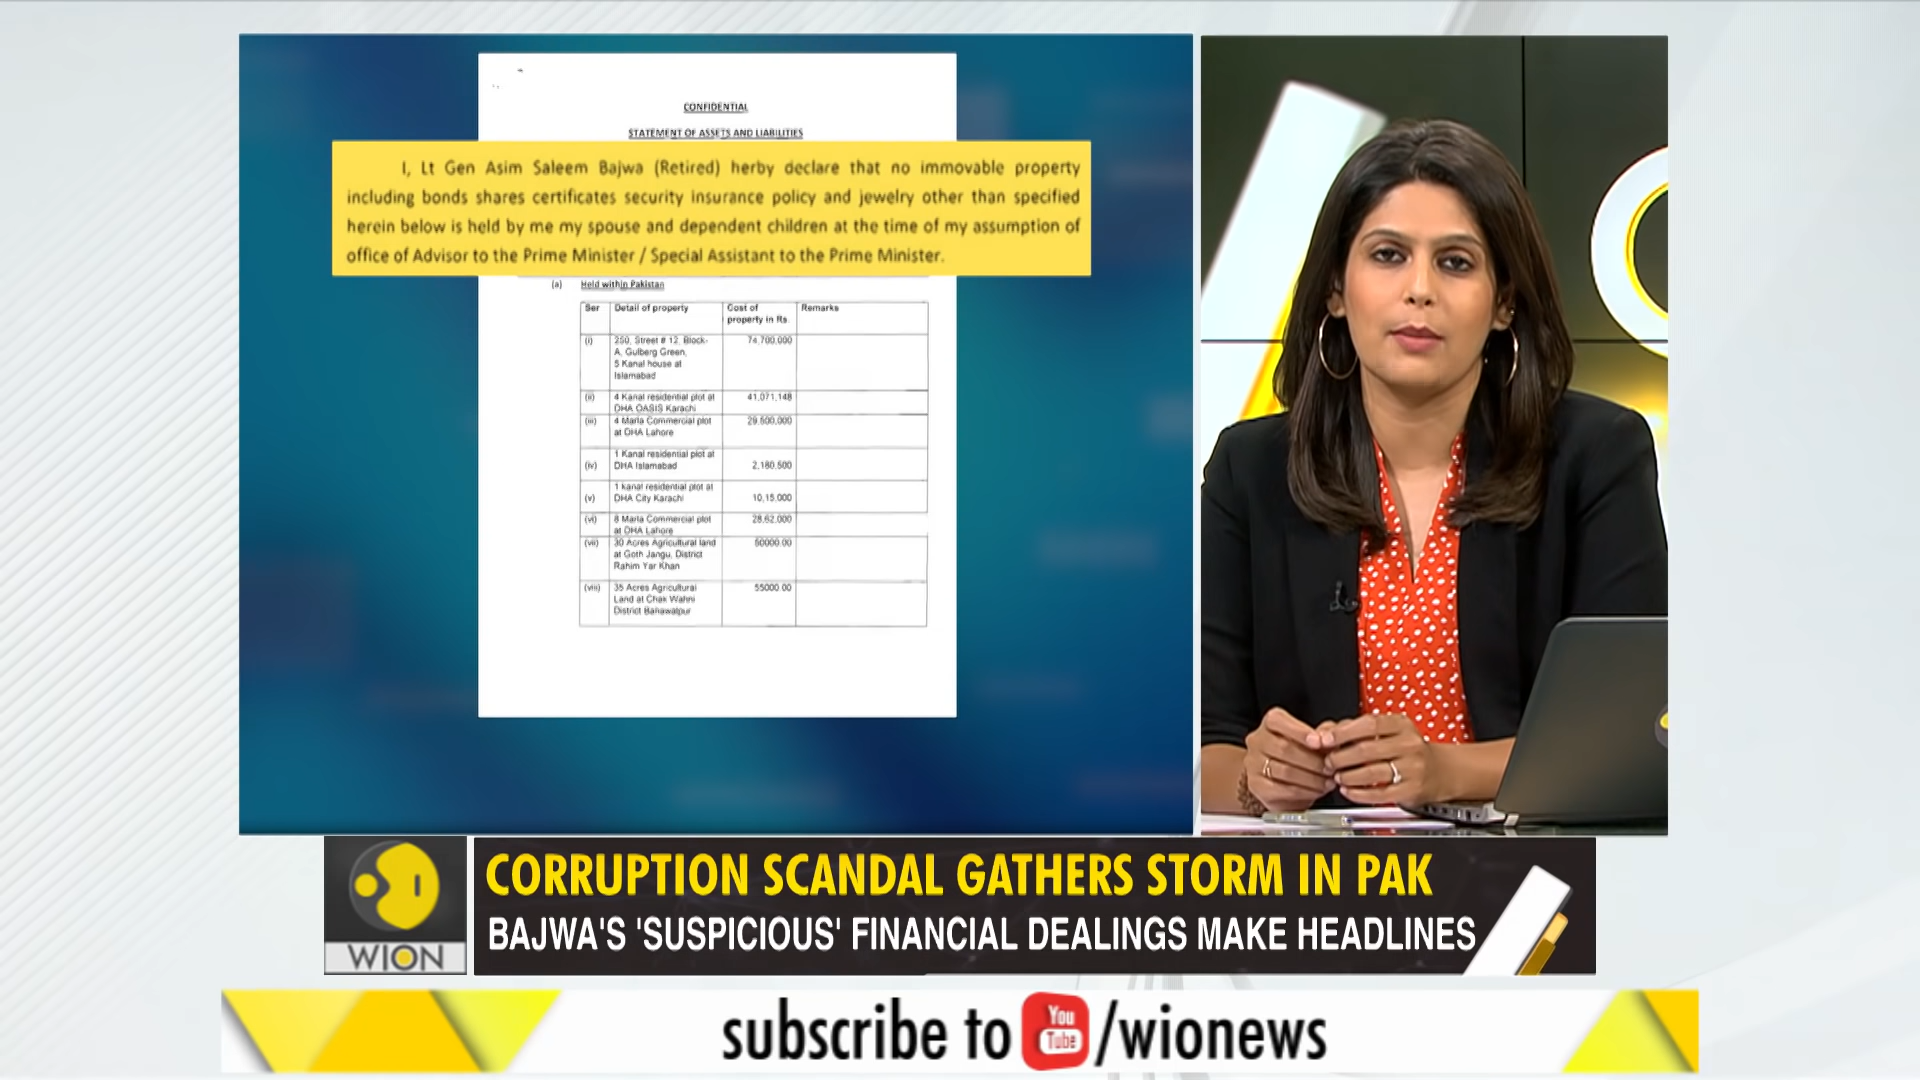 CONFIDENTIAL
STATEMENT OF ASSETS AND LIABILITIES
I, Lt Gen Asim Saleem Bajwa (Retired) herby declare that no immovable property
including bonds shares certificates security insurance policy and jewelry other than specified
herein below is held by me my spouse and dependent children at the time of my assumption of
office of Advisor to the Prime Minister / Special Assistant to the Prime Minister.
(a) Held within Pakistan
Ser Detail of property Cost of property in Rs Remarks
(i) 250, Street # 12, Block-
A, Gulberg Green,
5 Kanal house at
Islamabad
74,700,000
(ii) 4 Kanal residential plot at
DHA OASIS Karachi
41,071,148
(iii) 4 Marla Commercial plot
at DHA Lahore
29,500,000
(iv) 1 Kanal residential plot at
DHA Islamabad
2,180,500
(v) 1 kanal residential plot at
DHA City Karachi
10,15,000
(vi) 8 Marla Commercial plot
at DHA Lahore
28,62,000
(vii) 30 Acres Agricultural land
at Goth Jangu, District
Rahim Yar Khan
50000.00
(viii) 35 Acres Agricultural
Land at Chak Wahni
District Bahawalpur
55000.00
WION
CORRUPTION SCANDAL GATHERS STORM IN PAK
BAJWA'S 'SUSPICIOUS' FINANCIAL DEALINGS MAKE HEADLINES
subscribe to You Tube /wionews